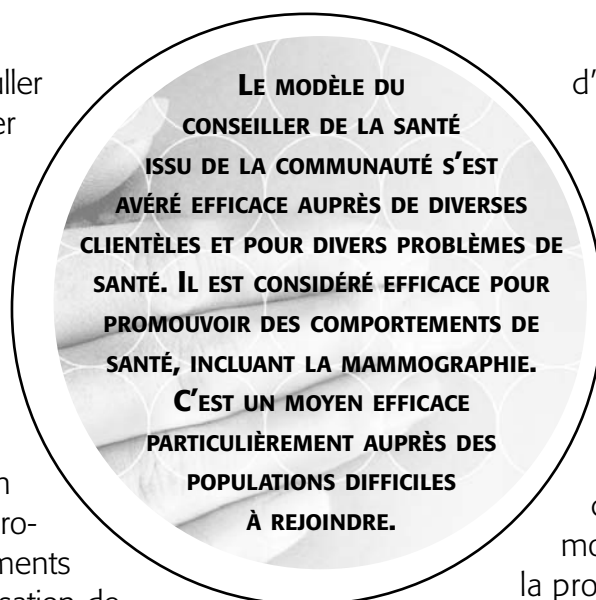 LE MODÈLE DU
CONSEILLER DE LA SANTÉ
ISSU DE LA COMMUNAUTÉ S’EST
AVÉRÉ EFFICACE AUPRÈS DE DIVERSES
CLIENTÈLES ET POUR DIVERS PROBLÈMES DE
SANTÉ. IL EST CONSIDÉRÉ EFFICACE POUR
PROMOUVOIR DES COMPORTEMENTS DE
SANTÉ, INCLUANT LA MAMMOGRAPHIE.
C’EST UN MOYEN EFFICACE
PARTICULIÈREMENT AUPRÈS DES
POPULATIONS DIFFICILES
À REJOINDRE.
la pro